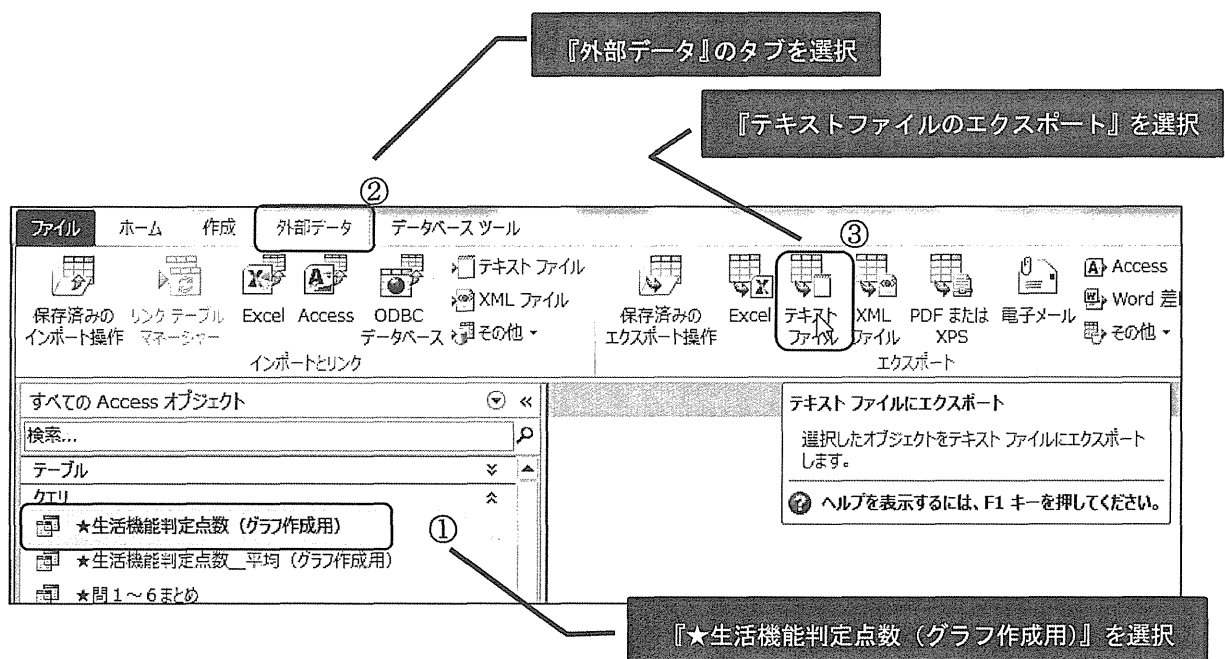 『外部データ』のタブを選択
『テキストファイルのエクスポート』を選択
②
ファイル ホーム 作成 外部データ データベース ツール
③
保存済みの
インポート操作
リンク テーブル
マネージャー
Excel
Access
ODBC
データベース
テキスト ファイル
XML ファイル
その他
インポートとリンク
保存済みの
エクスポート操作
Excel
テキスト
ファイル
XML
ファイル
PDF または
XPS
電子メール
Access
Word 差
その他
エクスポート
すべての Access オブジェクト
検索...
テーブル
クエリ
★生活機能判定点数（グラフ作成用）
①
★生活機能判定点数__平均（グラフ作成用）
★問1～6まとめ
テキスト ファイルにエクスポート
選択したオブジェクトをテキスト ファイルにエクスポート
します。
ヘルプを表示するには、F1 キーを押してください。
『★生活機能判定点数（グラフ作成用）』を選択